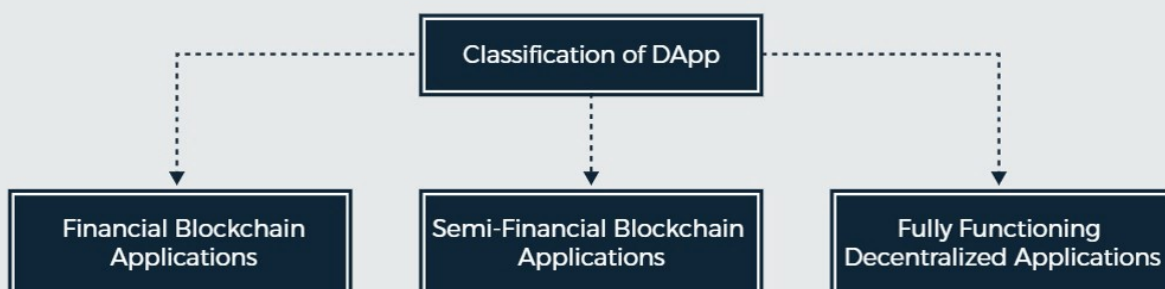 Classification of DApp
Financial Blockchain
Applications
Semi-Financial Blockchain
Applications
Fully Functioning
Decentralized Applications